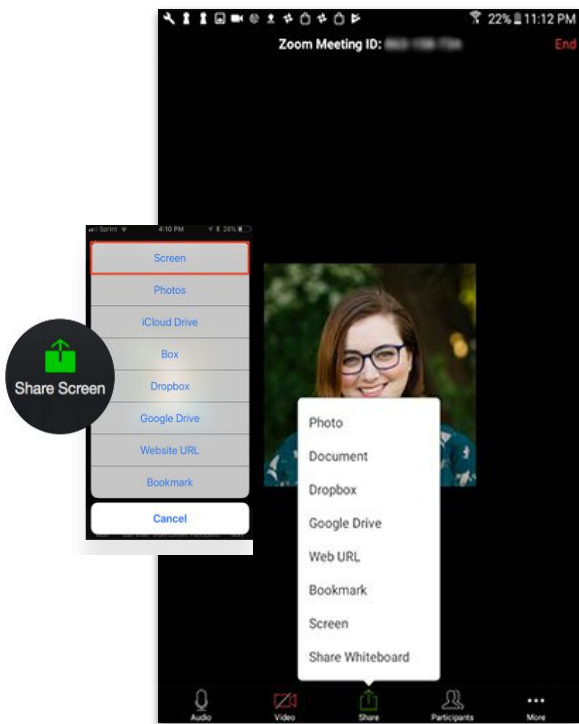 22% 11:12 PM
Zoom Meeting ID:
End
Sprint 4:10 PM 26%
Screen
Photos
iCloud Drive
Box
Dropbox
Google Drive
Website URL
Bookmark
Cancel
Share Screen
Photo
Document
Dropbox
Google Drive
Web URL
Bookmark
Screen
Share Whiteboard
Audio Video Share Participants More